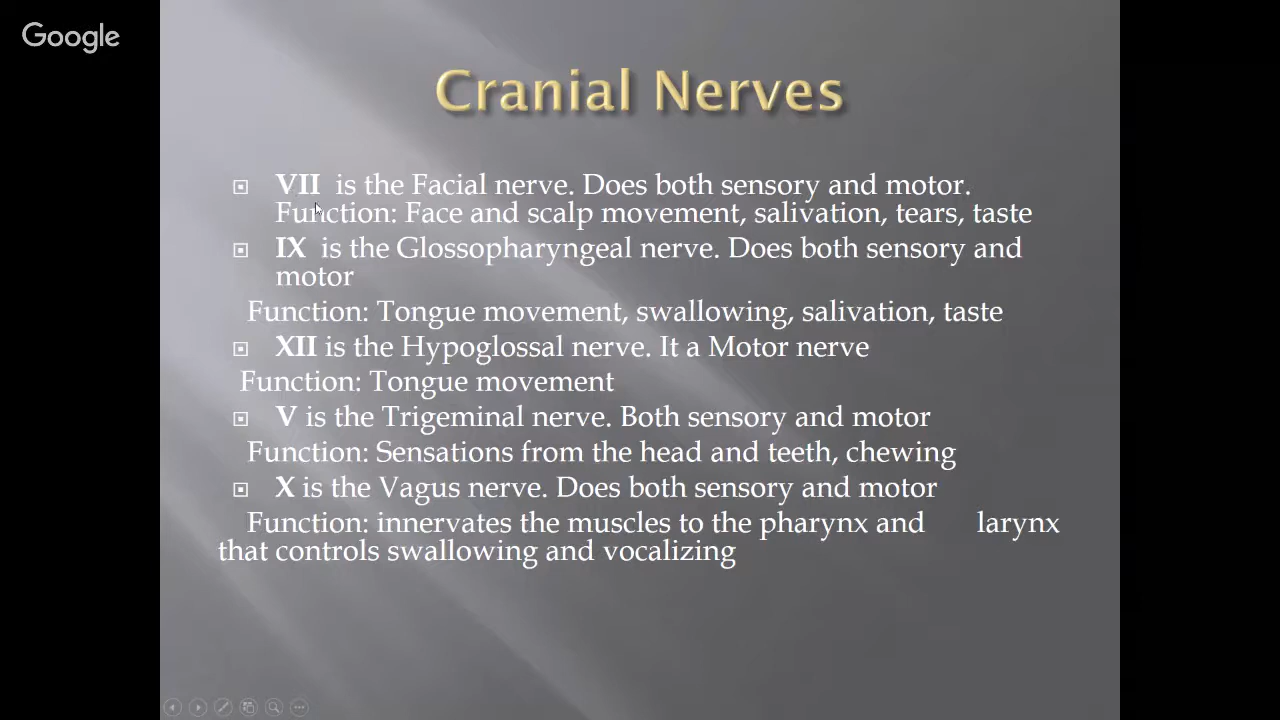 Google
Cranial Nerves
VII is the Facial nerve. Does both sensory and motor.
Function: Face and scalp movement, salivation, tears, taste
IX is the Glossopharyngeal nerve. Does both sensory and
motor
Function: Tongue movement, swallowing, salivation, taste
XII is the Hypoglossal nerve. It a Motor nerve
Function: Tongue movement
V is the Trigeminal nerve. Both sensory and motor
Function: Sensations from the head and teeth, chewing
X is the Vagus nerve. Does both sensory and motor
Function: innervates the muscles to the pharynx and larynx
that controls swallowing and vocalizing